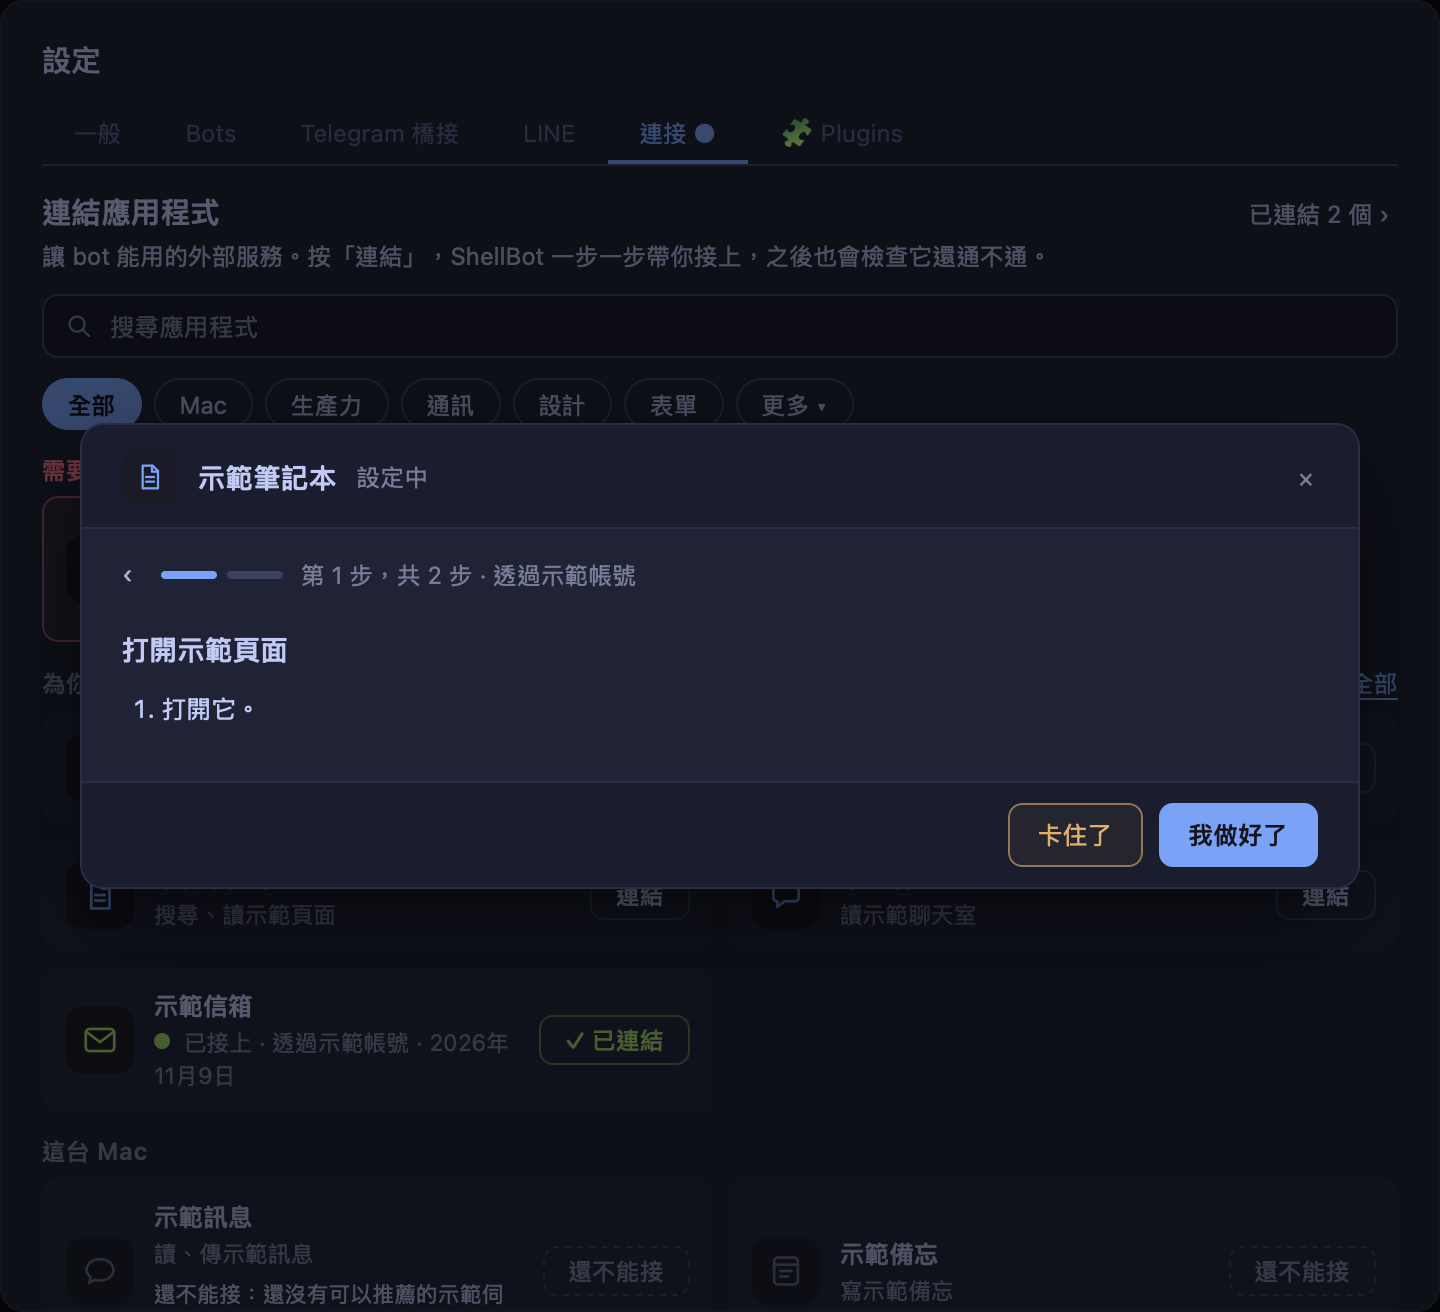 設定
一般 Bots Telegram 橋接 LINE 連接 Plugins
連結應用程式
已連結 2 個 ›
讓 bot 能用的外部服務。按「連結」，ShellBot 一步一步帶你接上，之後也會檢查它還通不通。
搜尋應用程式
全部 Mac 生產力 通訊 設計 表單 更多 ▾
需要
示範筆記本 設定中 ×
‹ 第 1 步，共 2 步 · 透過示範帳號
打開示範頁面
1. 打開它。
為你
全部
卡住了 我做好了
連結
搜尋、讀示範頁面
連結
讀示範聊天室
示範信箱
已接上 · 透過示範帳號 · 2026年
11月9日
✓ 已連結
這台 Mac
示範訊息
讀、傳示範訊息
還不能接：還沒有可以推薦的示範伺
還不能接
示範備忘
寫示範備忘
還不能接